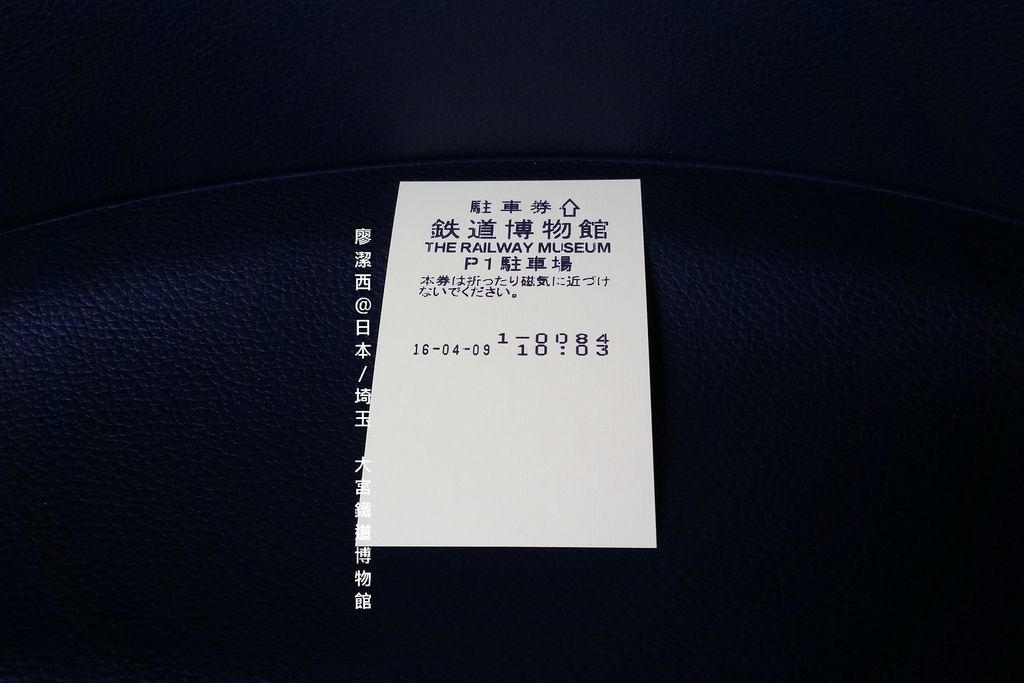 駐車券⇧
鉄道博物館
THE RAILWAY MUSEUM
P1駐車場
本券は折ったり磁気に近づけ
ないでください。
1-0084
16-04-09 10:03
廖潔西@日本/埼玉 大宮鐵道博物館